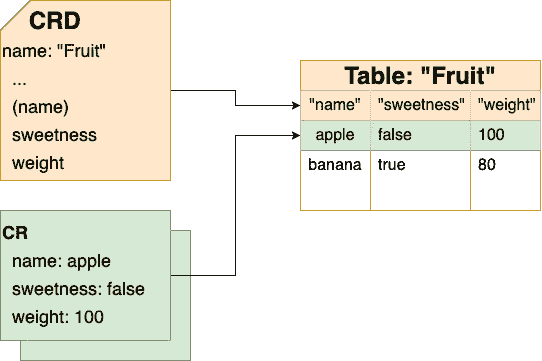 CRD
name: "Fruit"
...
(name)
sweetness
weight
CR
name: apple
sweetness: false
weight: 100
Table: "Fruit"
"name" "sweetness" "weight"
apple false 100
banana true 80